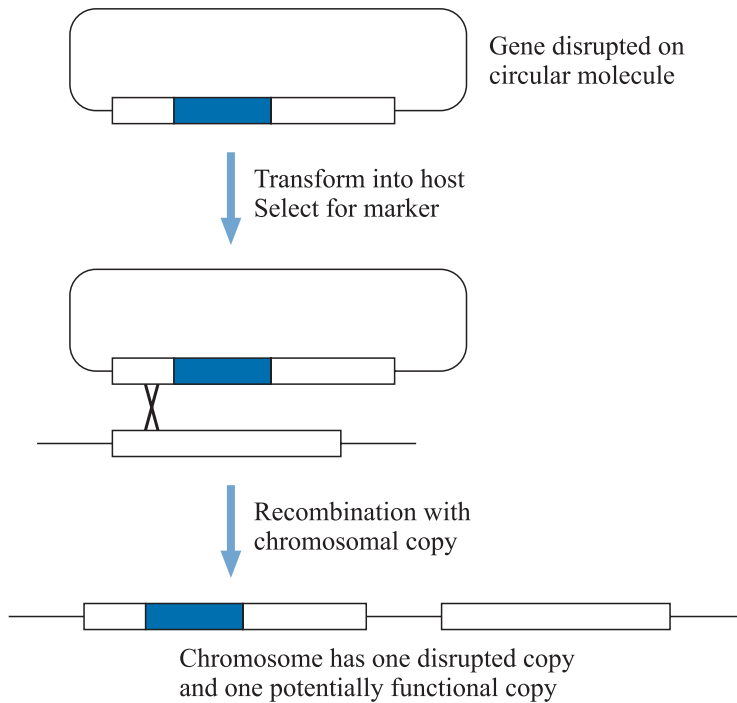 Gene disrupted on
circular molecule
Transform into host
Select for marker
Recombination with
chromosomal copy
Chromosome has one disrupted copy
and one potentially functional copy